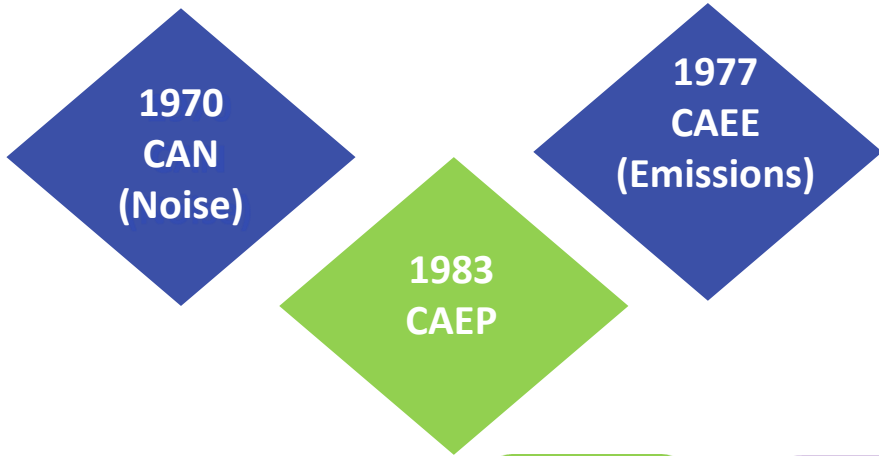 1970
CAN
(Noise)
1977
CAEE
(Emissions)
1983
CAEP